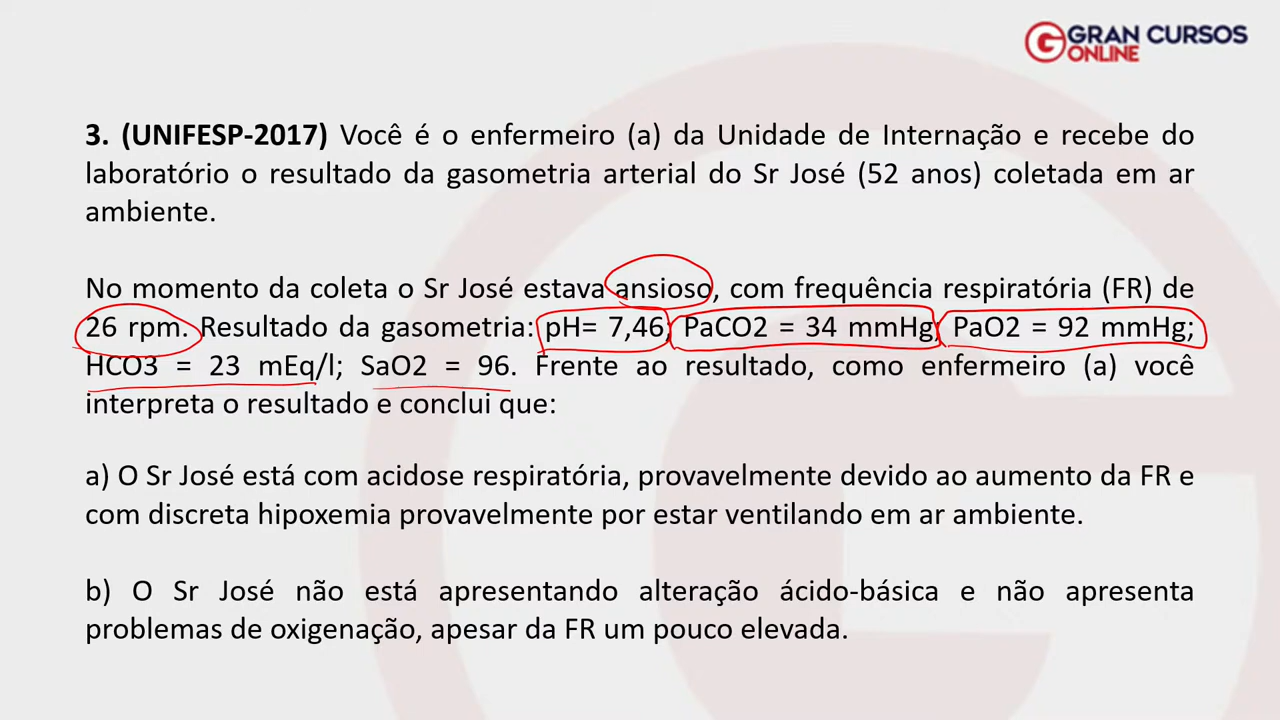 GRAN CURSOS
ONLINE
3. (UNIFESP-2017) Você é o enfermeiro (a) da Unidade de Internação e recebe do
laboratório o resultado da gasometria arterial do Sr José (52 anos) coletada em ar
ambiente.
No momento da coleta o Sr José estava ansioso, com frequência respiratória (FR) de
26 rpm. Resultado da gasometria: pH= 7,46; PaCO2 = 34 mmHg; PaO2 = 92 mmHg;
HCO3 = 23 mEq/l; SaO2 = 96. Frente ao resultado, como enfermeiro (a) você
interpreta o resultado e conclui que:
a) O Sr José está com acidose respiratória, provavelmente devido ao aumento da FR e
com discreta hipoxemia provavelmente por estar ventilando em ar ambiente.
b) O Sr José não está apresentando alteração ácido-básica e não apresenta
problemas de oxigenação, apesar da FR um pouco elevada.